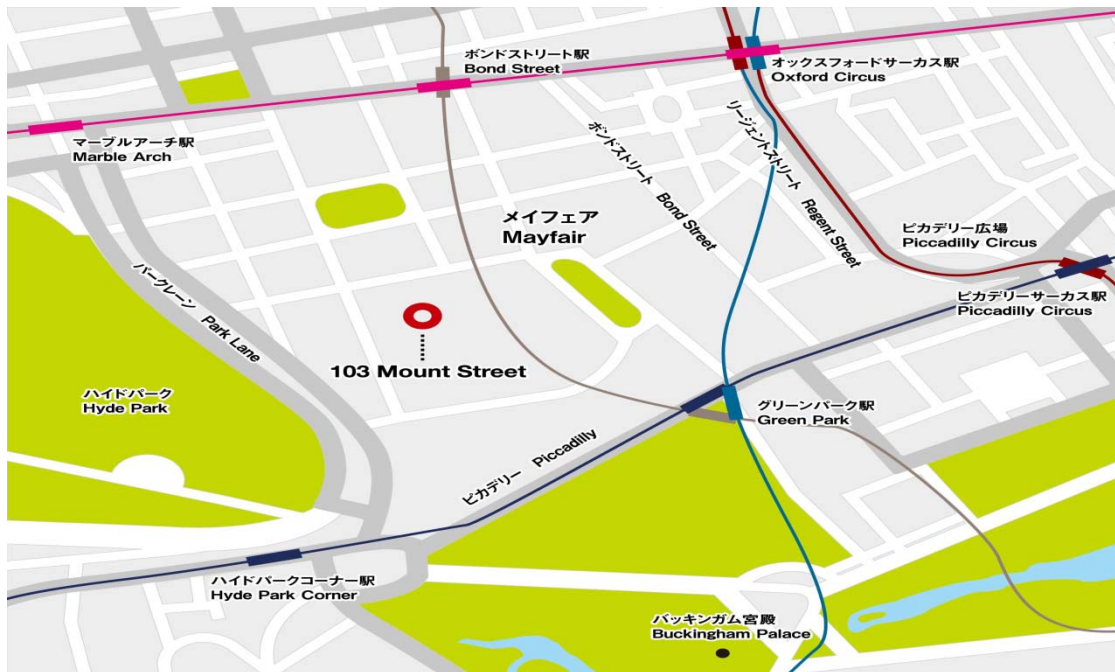 ボンドストリート駅
Bond Street
オックスフォードサーカス駅
Oxford Circus
マーブルアーチ駅
Marble Arch
ボンドストリート Bond Street
リージェントストリート Regent Street
メイフェア
Mayfair
ピカデリー広場
Piccadilly Circus
パークレーン Park Lane
ピカデリーサーカス駅
Piccadilly Circus
103 Mount Street
ハイドパーク
Hyde Park
グリーンパーク駅
Green Park
ピカデリー Piccadilly
ハイドパークコーナー駅
Hyde Park Corner
バッキンガム宮殿
Buckingham Palace